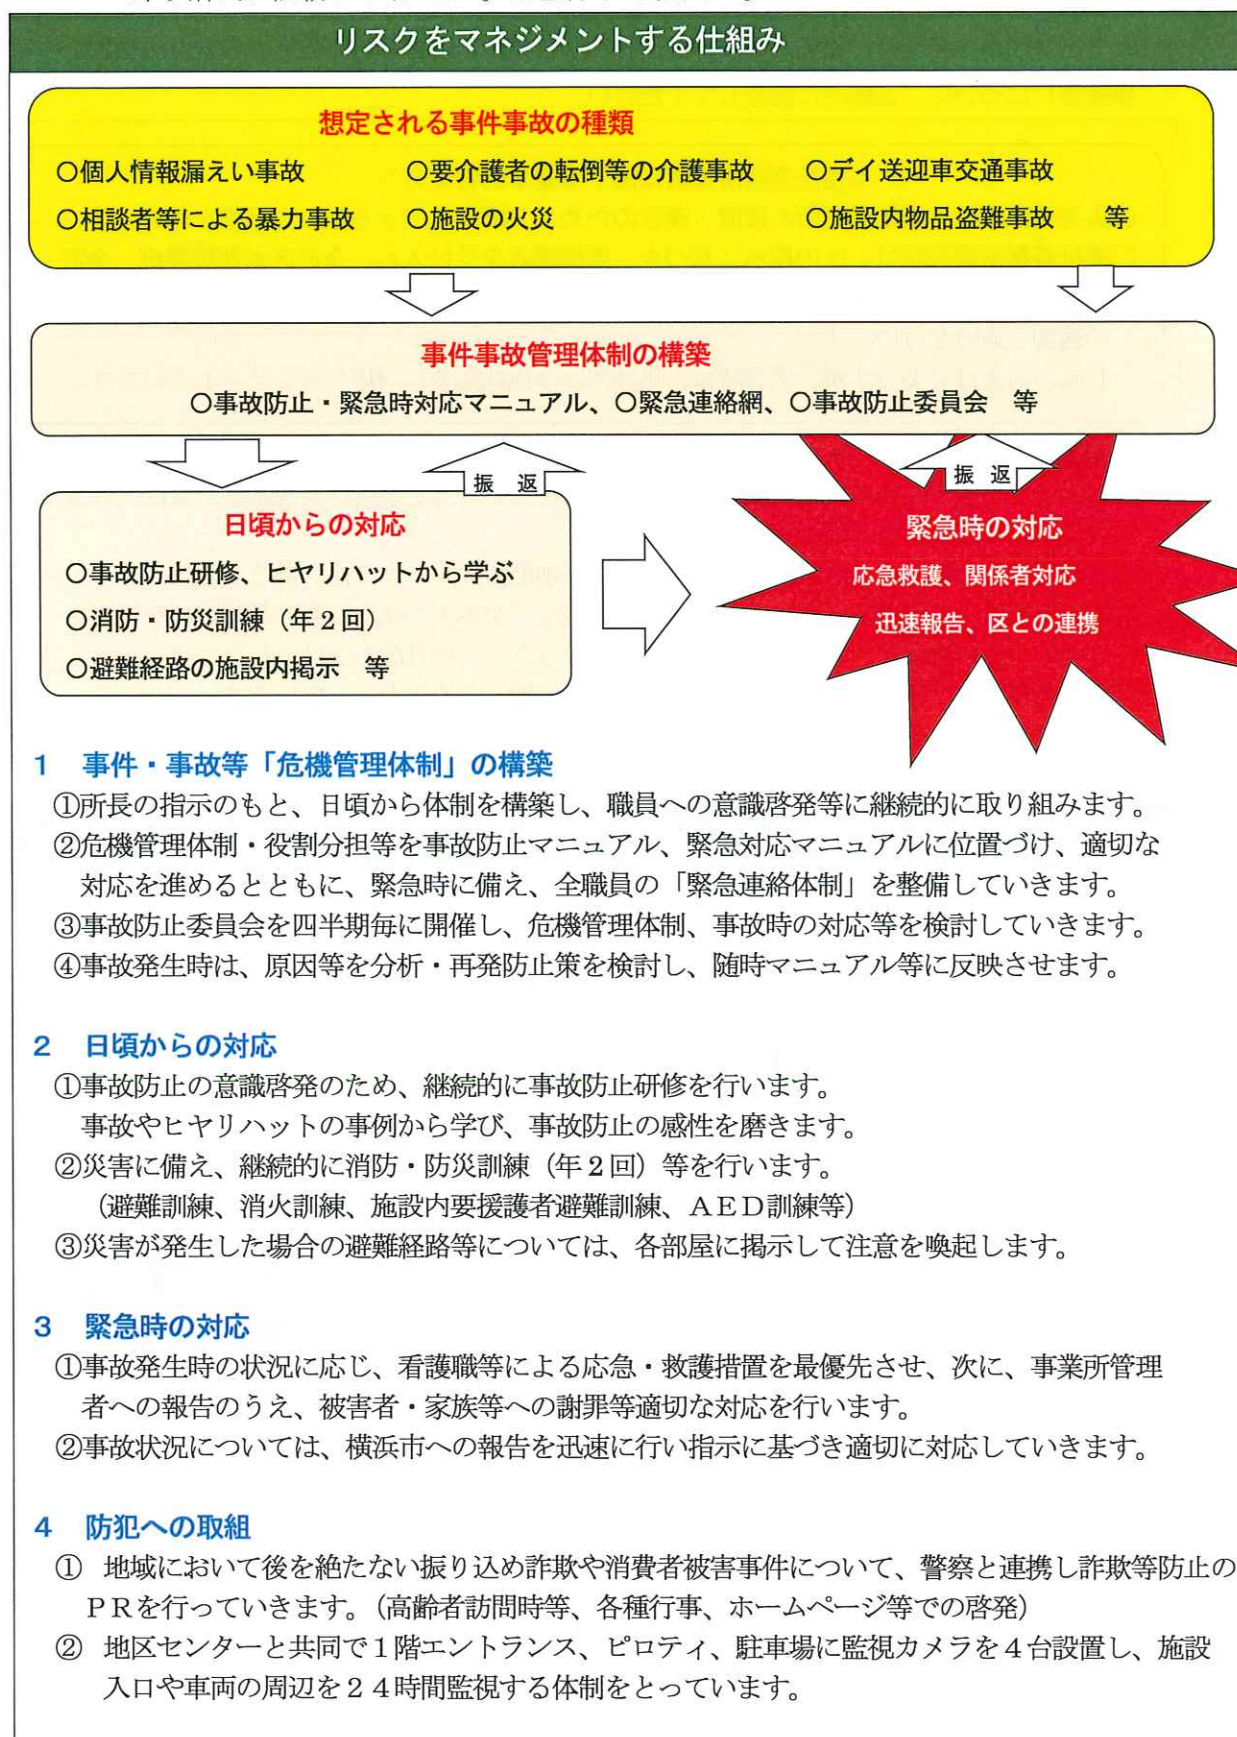 リスクをマネジメントする仕組み
想定される事件事故の種類
○個人情報漏えい事故　○要介護者の転倒等の介護事故　○デイ送迎車交通事故
○相談者等による暴力事故　○施設の火災　○施設内物品盗難事故　等
事件事故管理体制の構築
○事故防止・緊急時対応マニュアル、○緊急連絡網、○事故防止委員会　等
振　返
振　返
日頃からの対応
○事故防止研修、ヒヤリハットから学ぶ
○消防・防災訓練（年２回）
○避難経路の施設内掲示　等
緊急時の対応
応急救護、関係者対応
迅速報告、区との連携
１　事件・事故等「危機管理体制」の構築
①所長の指示のもと、日頃から体制を構築し、職員への意識啓発等に継続的に取り組みます。
②危機管理体制・役割分担等を事故防止マニュアル、緊急対応マニュアルに位置づけ、適切な
対応を進めるとともに、緊急時に備え、全職員の「緊急連絡体制」を整備していきます。
③事故防止委員会を四半期毎に開催し、危機管理体制、事故時の対応等を検討していきます。
④事故発生時は、原因等を分析・再発防止策を検討し、随時マニュアル等に反映させます。
２　日頃からの対応
①事故防止の意識啓発のため、継続的に事故防止研修を行います。
事故やヒヤリハットの事例から学び、事故防止の感性を磨きます。
②災害に備え、継続的に消防・防災訓練（年２回）等を行います。
（避難訓練、消火訓練、施設内要援護者避難訓練、ＡＥＤ訓練等）
③災害が発生した場合の避難経路等については、各部屋に掲示して注意を喚起します。
３　緊急時の対応
①事故発生時の状況に応じ、看護職等による応急・救護措置を最優先させ、次に、事業所管理
者への報告のうえ、被害者・家族等への謝罪等適切な対応を行います。
②事故状況については、横浜市への報告を迅速に行い指示に基づき適切に対応していきます。
４　防犯への取組
①　地域において後を絶たない振り込め詐欺や消費者被害事件について、警察と連携し詐欺等防止の
ＰＲを行っていきます。（高齢者訪問時等、各種行事、ホームページ等での啓発）
②　地区センターと共同で１階エントランス、ピロティ、駐車場に監視カメラを４台設置し、施設
入口や車両の周辺を２４時間監視する体制をとっています。